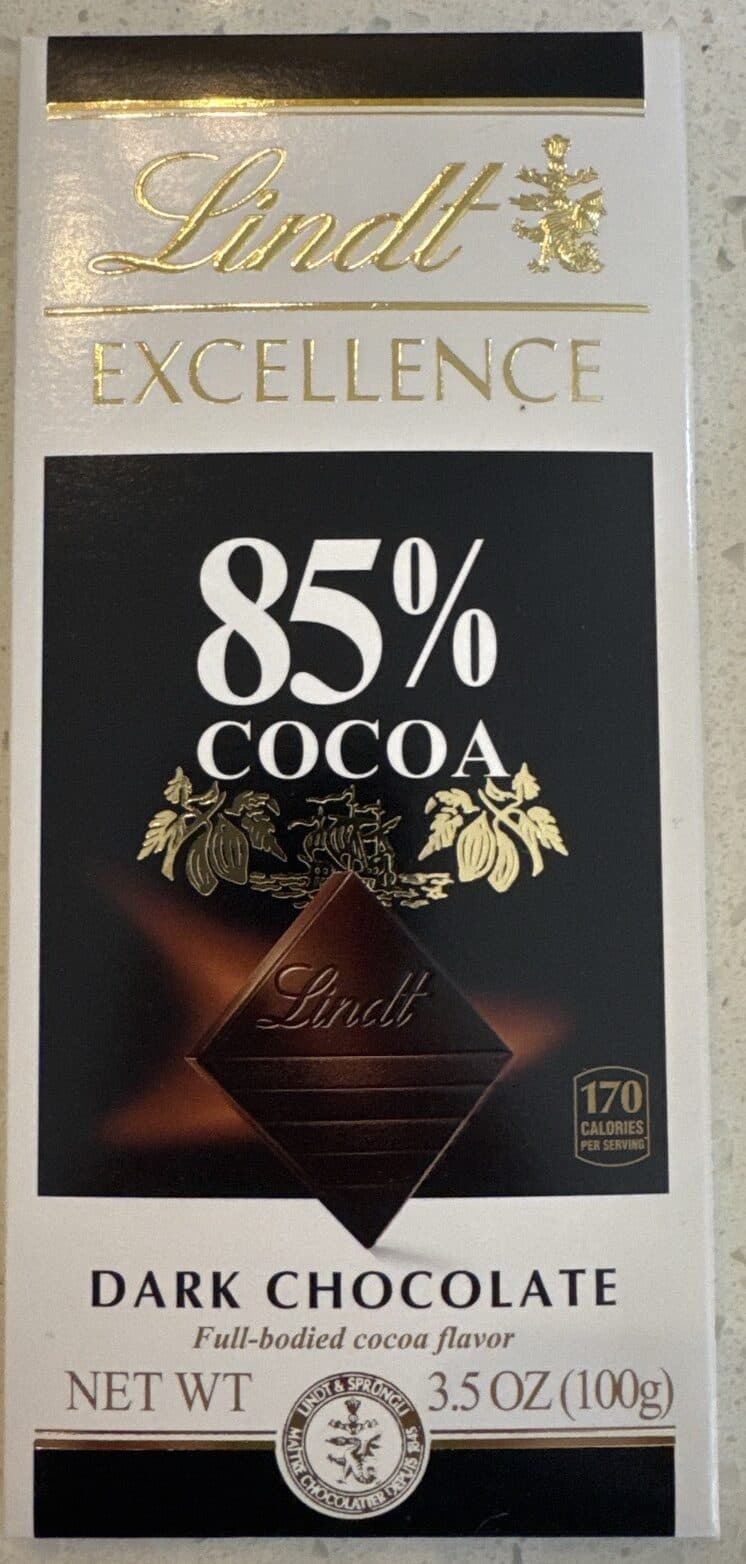 Lindt
EXCELLENCE
85%
COCOA
Lindt
170
CALORIES
PER SERVING
DARK CHOCOLATE
Full-bodied cocoa flavor
NET WT 3.5 OZ (100g)
LINDT & SPRÜNGLI
MAÎTRE CHOCOLATIER DEPUIS 1845